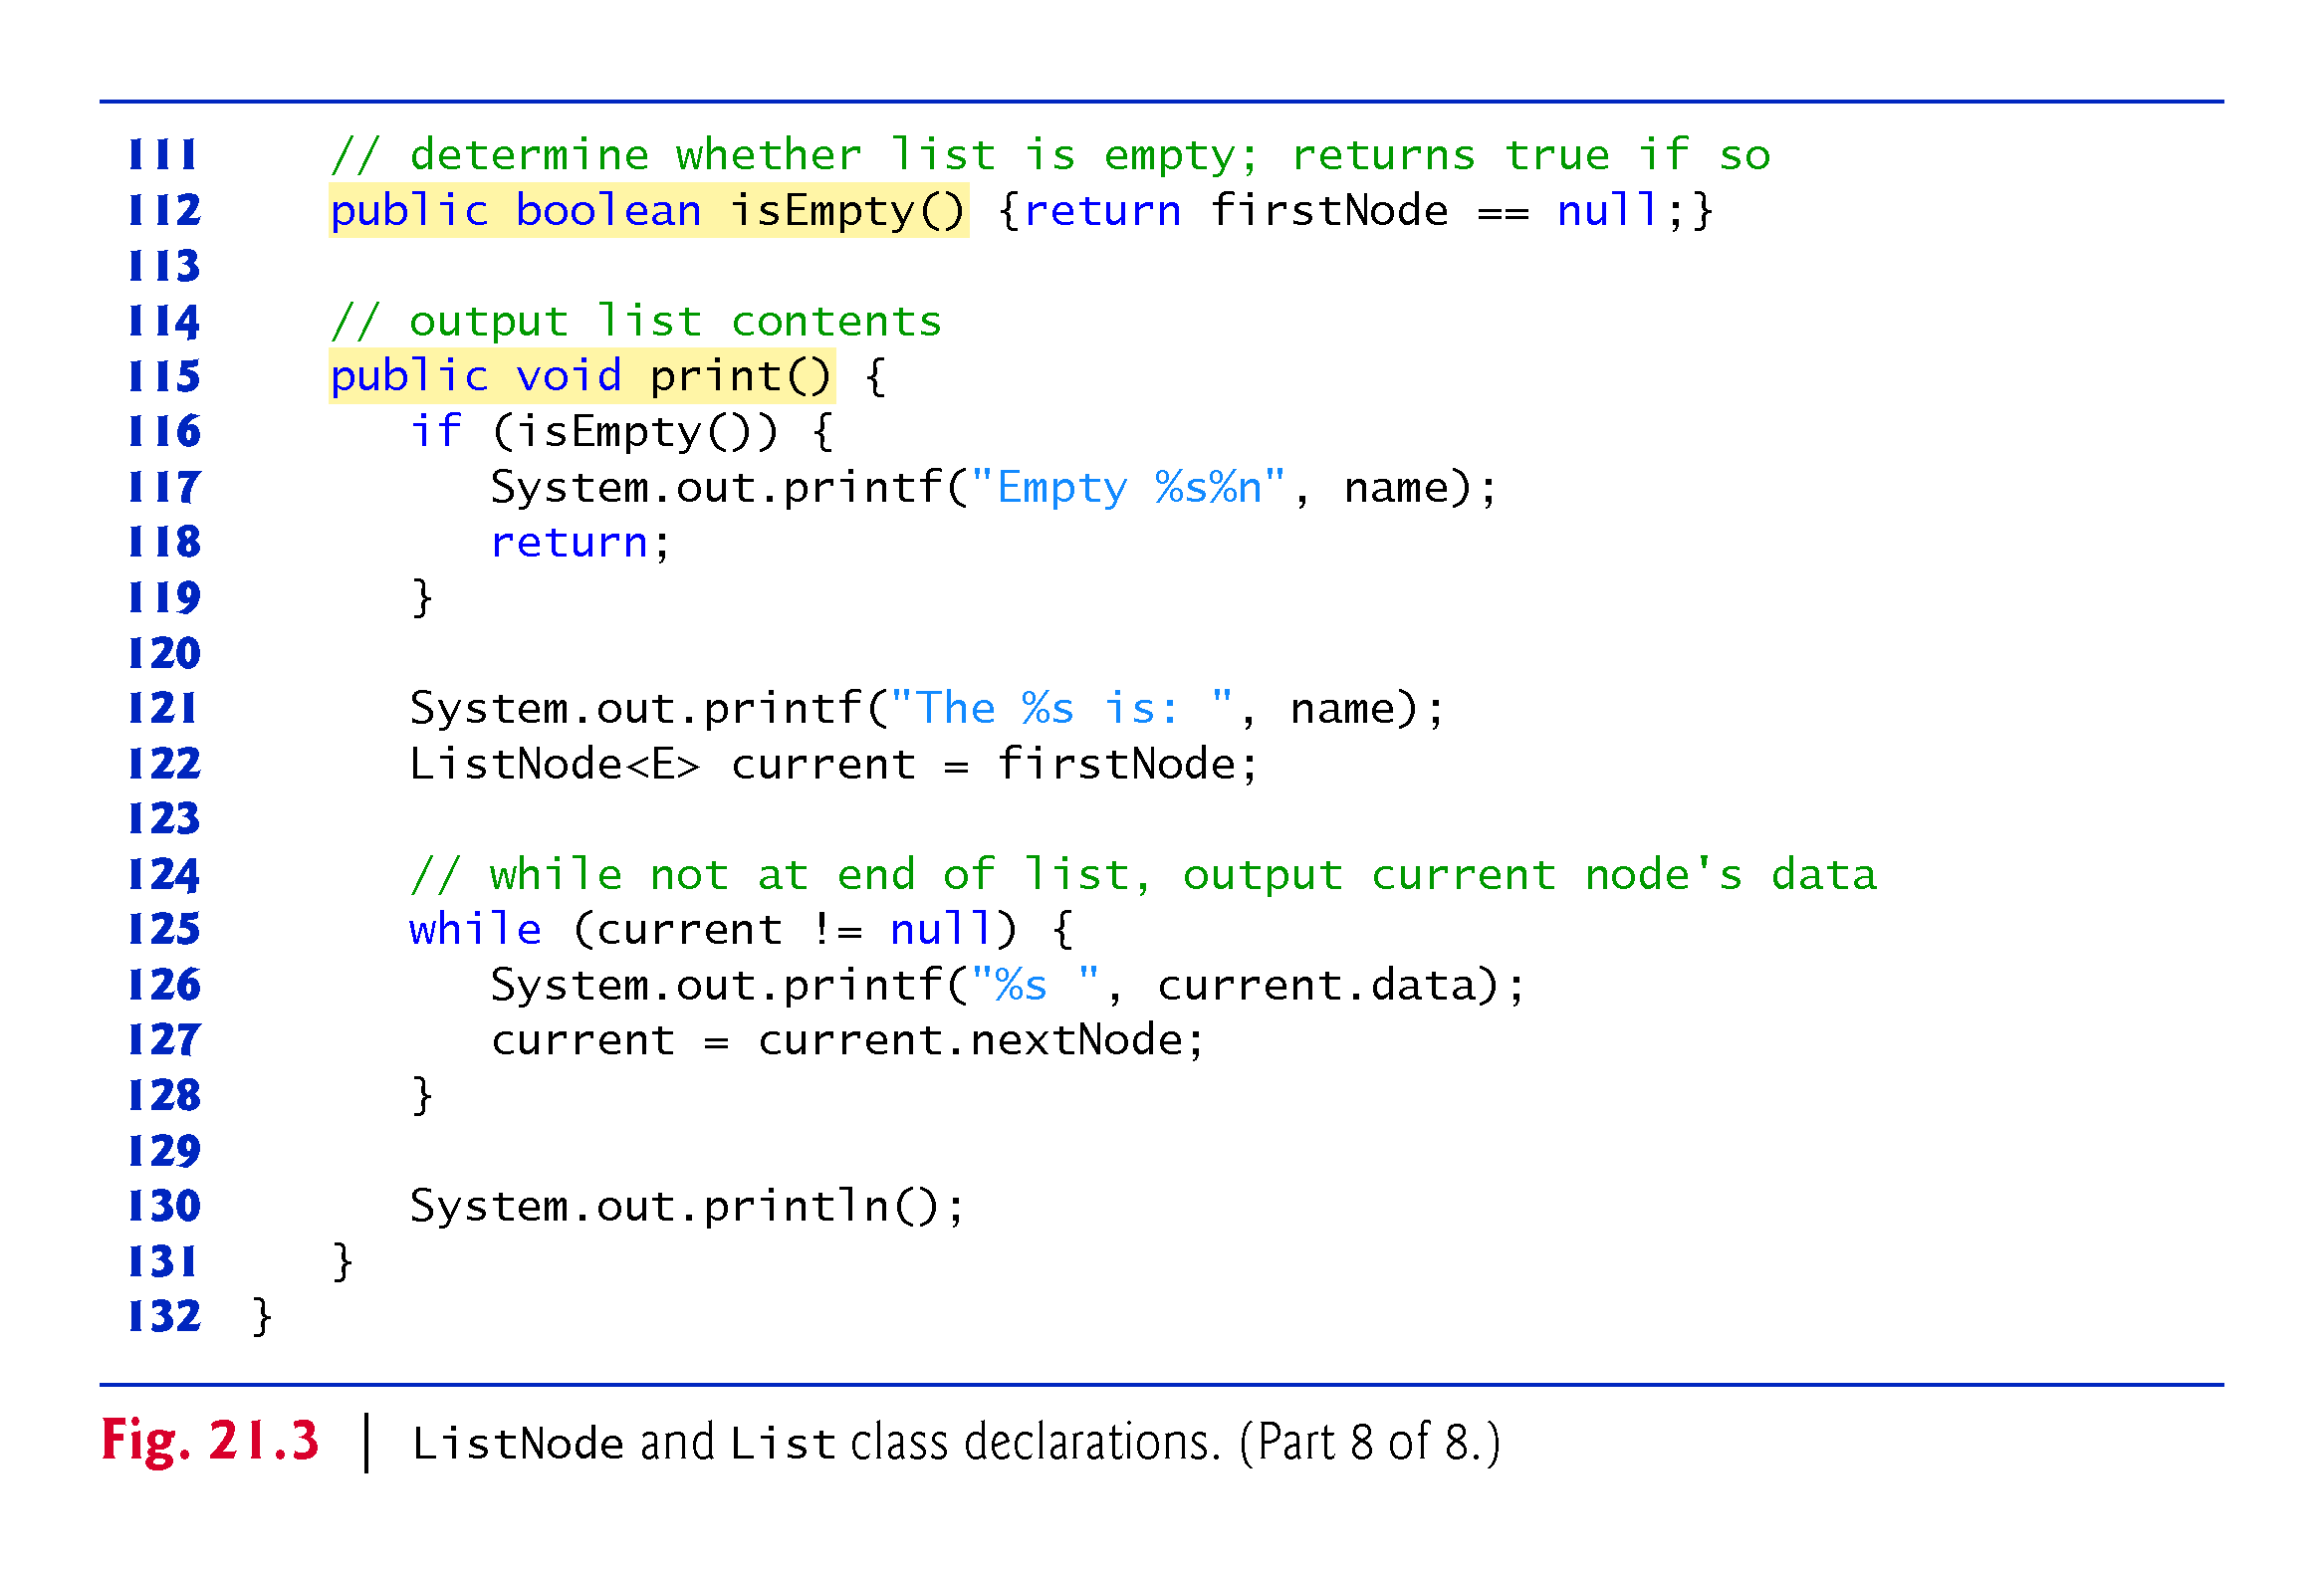 111 // determine whether list is empty; returns true if so
112 public boolean isEmpty() {return firstNode == null;}
113
114 // output list contents
115 public void print() {
116 if (isEmpty()) {
117 System.out.printf("Empty %s%n", name);
118 return;
119 }
120
121 System.out.printf("The %s is: ", name);
122 ListNode<E> current = firstNode;
123
124 // while not at end of list, output current node's data
125 while (current != null) {
126 System.out.printf("%s ", current.data);
127 current = current.nextNode;
128 }
129
130 System.out.println();
131 }
132 }
Fig. 21.3 | ListNode and List class declarations. (Part 8 of 8.)